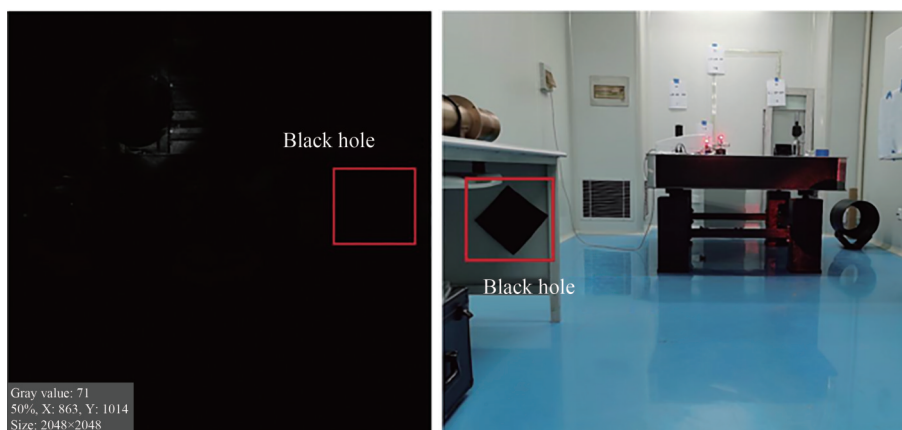 Black hole
Gray value: 71
50%, X: 863, Y: 1014
Size: 2048×2048
Black hole